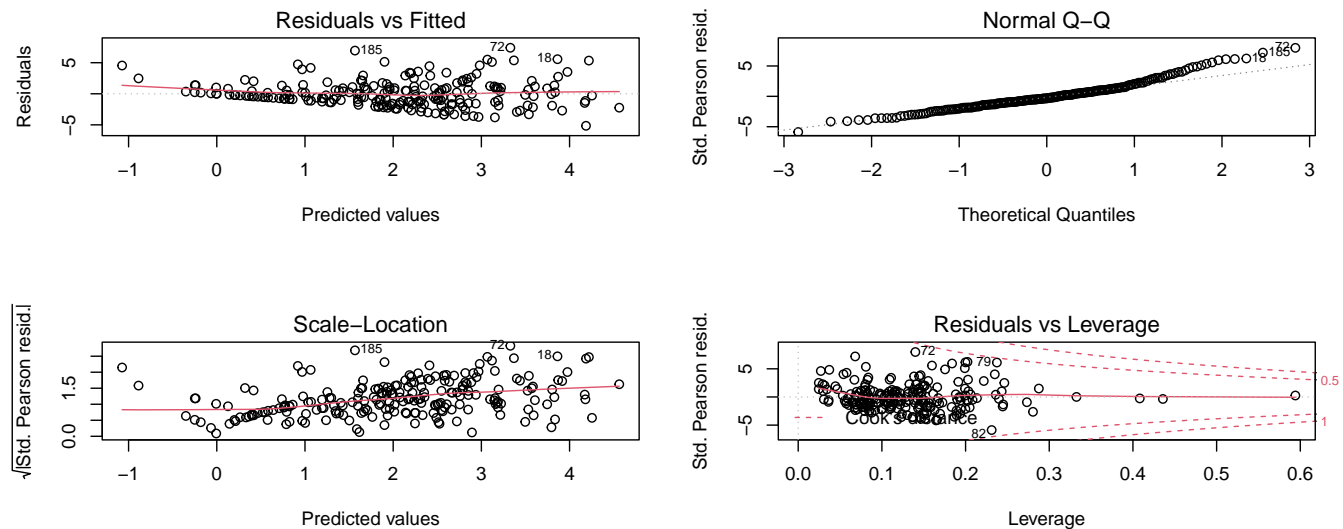 Residuals vs Fitted
Residuals
5
−5
185
72
18
−1 0 1 2 3 4
Predicted values
Normal Q−Q
Std. Pearson resid.
5
−5
72
185
18
−3 −2 −1 0 1 2 3
Theoretical Quantiles
Scale−Location
√|Std. Pearson resid.|
1.5
0.0
185
72
18
−1 0 1 2 3 4
Predicted values
Residuals vs Leverage
Std. Pearson resid.
5
−5
72
79
82
Cook's distance
0.5
1
0.0 0.1 0.2 0.3 0.4 0.5 0.6
Leverage